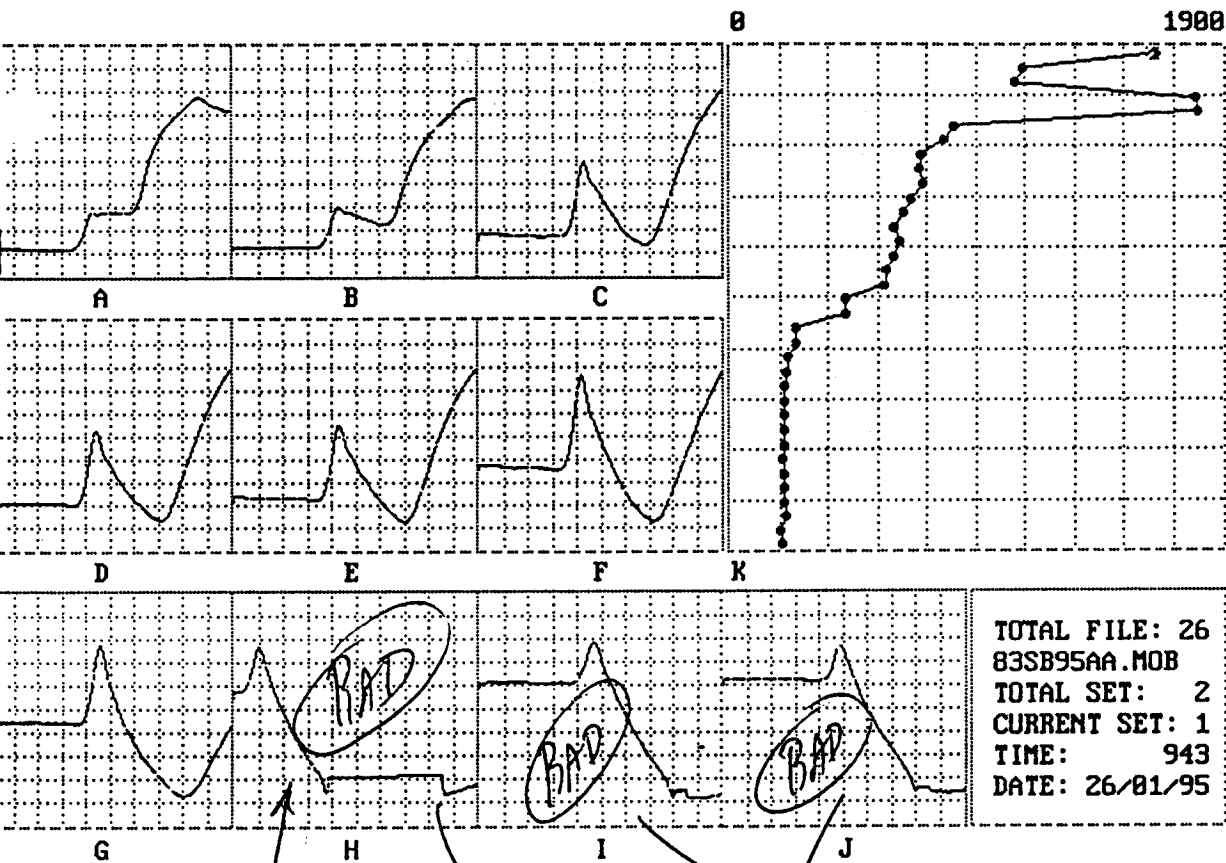 0 1900
A B C
D E F K
BAD
BAD BAD
G H I J
TOTAL FILE: 26
83SB95AA.MOB
TOTAL SET: 2
CURRENT SET: 1
TIME: 943
DATE: 26/01/95